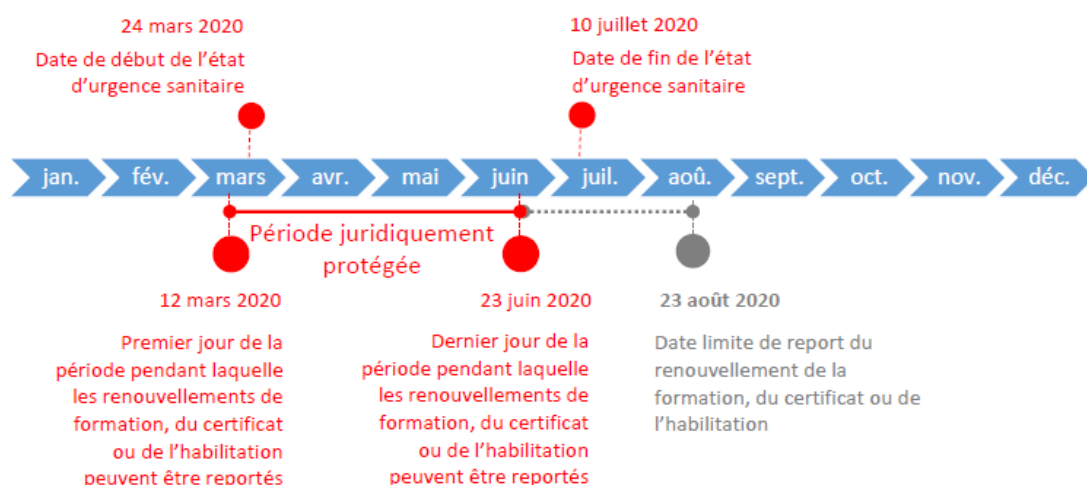 24 mars 2020
Date de début de l'état
d'urgence sanitaire
10 juillet 2020
Date de fin de l'état
d'urgence sanitaire
jan.
fév.
mars
avr.
mai
juin
juil.
aoû.
sept.
oct.
nov.
déc.
Période juridiquement
protégée
12 mars 2020
Premier jour de la
période pendant laquelle
les renouvellements de
formation, du certificat
ou de l'habilitation
peuvent être reportés
23 juin 2020
Dernier jour de la
période pendant laquelle
les renouvellements de
formation, du certificat
ou de l'habilitation
peuvent être reportés
23 août 2020
Date limite de report du
renouvellement de la
formation, du certificat ou de
l'habilitation